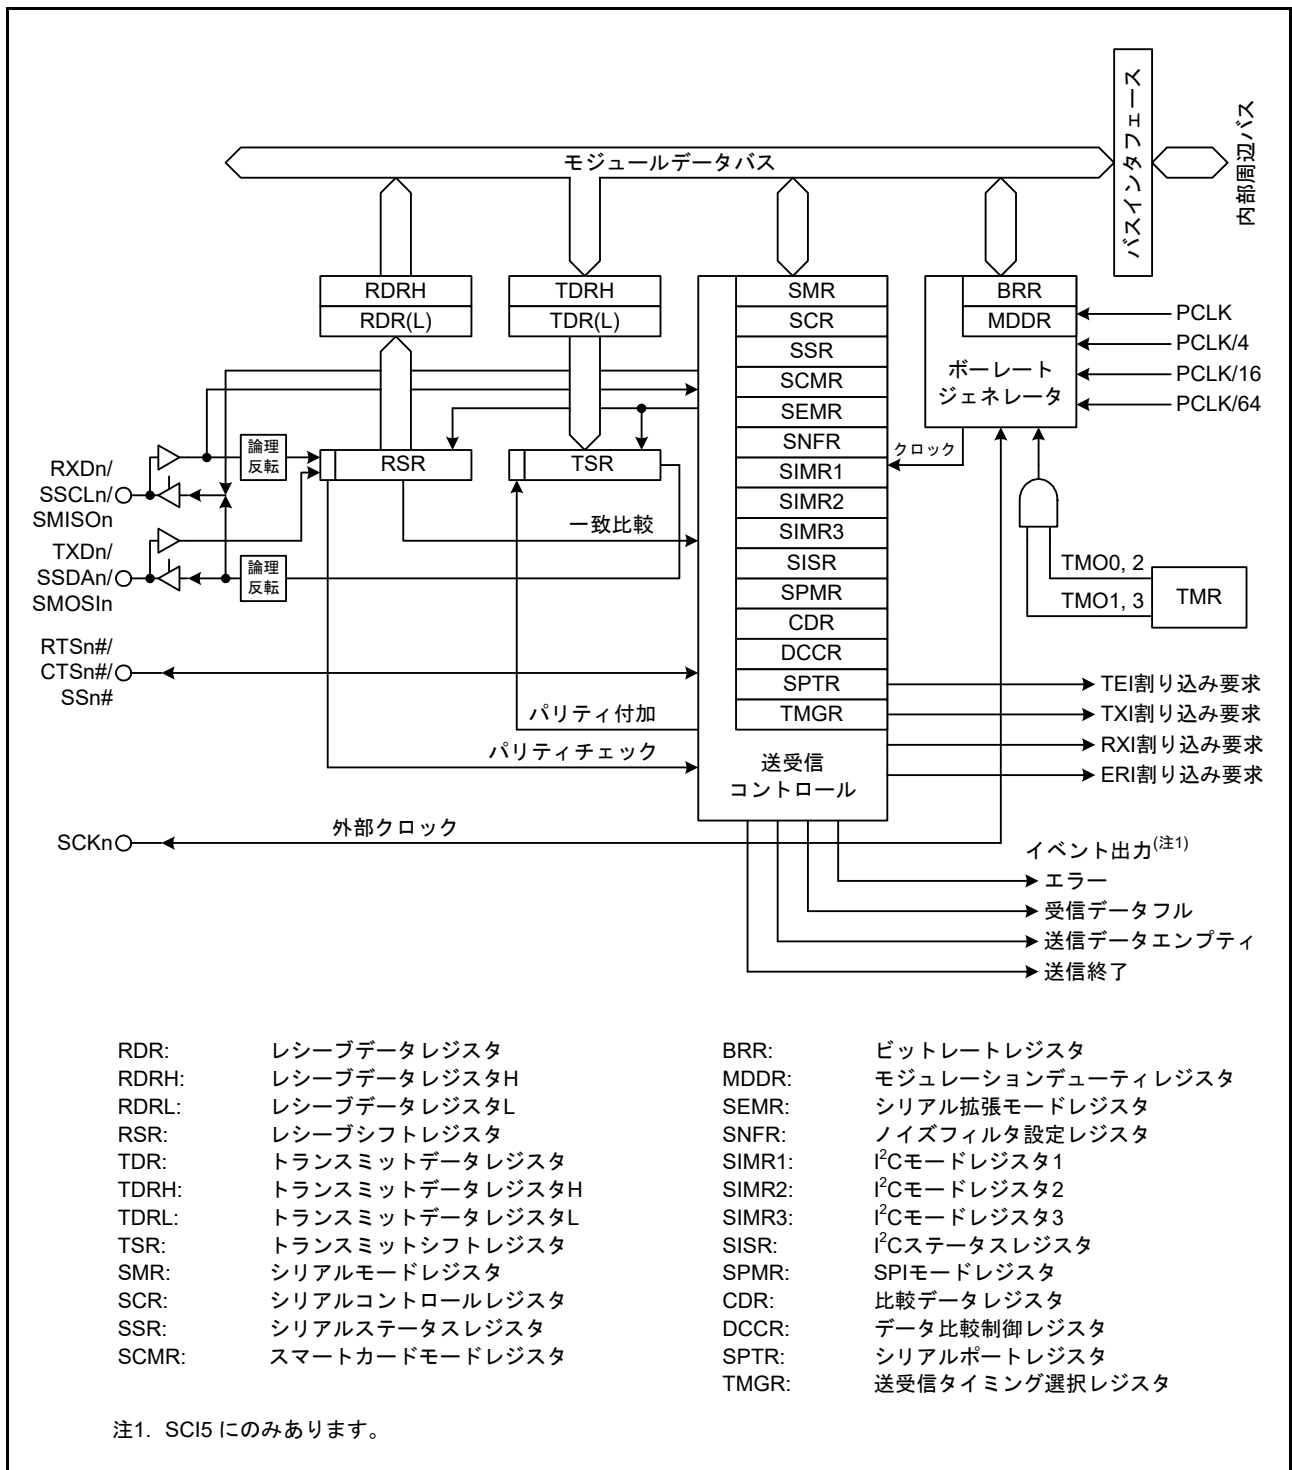 モジュールデータバス
バスインタフェース
内部周辺バス
RDRH
RDR(L)
TDRH
TDR(L)
SMR
SCR
SSR
SCMR
SEMR
SNFR
SIMR1
SIMR2
SIMR3
SISR
SPMR
CDR
DCCR
SPTR
TMGR
送受信
コントロール
BRR
MDDR
ボーレート
ジェネレータ
PCLK
PCLK/4
PCLK/16
PCLK/64
クロック
RXDn/
SSCLn/
SMISOn
論理
反転
RSR
TSR
一致比較
TXDn/
SSDAn/
SMOSIn
論理
反転
TMO0, 2
TMO1, 3
TMR
RTSn#/
CTSn#/
SSn#
パリティ付加
パリティチェック
TEI割り込み要求
TXI割り込み要求
RXI割り込み要求
ERI割り込み要求
SCKn
外部クロック
イベント出力(注1)
エラー
受信データフル
送信データエンプティ
送信終了
RDR: レシーブデータレジスタ
RDRH: レシーブデータレジスタH
RDRL: レシーブデータレジスタL
RSR: レシーブシフトレジスタ
TDR: トランスミットデータレジスタ
TDRH: トランスミットデータレジスタH
TDRL: トランスミットデータレジスタL
TSR: トランスミットシフトレジスタ
SMR: シリアルモードレジスタ
SCR: シリアルコントロールレジスタ
SSR: シリアルステータスレジスタ
SCMR: スマートカードモードレジスタ
BRR: ビットレートレジスタ
MDDR: モジュレーションデューティレジスタ
SEMR: シリアル拡張モードレジスタ
SNFR: ノイズフィルタ設定レジスタ
SIMR1: I²Cモードレジスタ1
SIMR2: I²Cモードレジスタ2
SIMR3: I²Cモードレジスタ3
SISR: I²Cステータスレジスタ
SPMR: SPIモードレジスタ
CDR: 比較データレジスタ
DCCR: データ比較制御レジスタ
SPTR: シリアルポートレジスタ
TMGR: 送受信タイミング選択レジスタ
注1. SCI5 にのみあります。